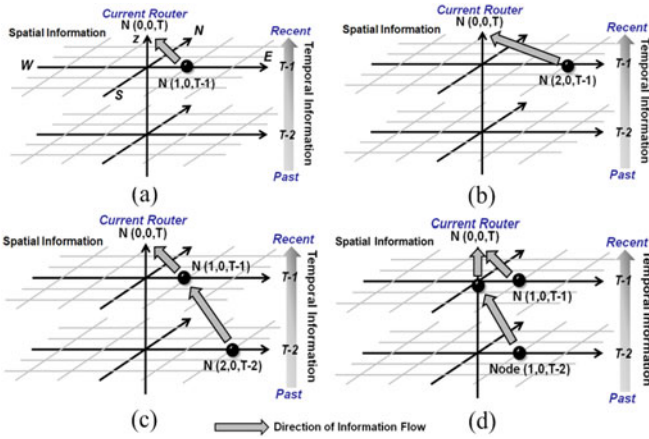 Current Router
N (0,0,T)
Recent
Spatial Information
z
N
W
E
T-1
S
N (1,0,T-1)
T-2
Temporal Information
Past
(a)
Current Router
N (0,0,T)
Recent
Spatial Information
T-1
N (2,0,T-1)
T-2
Temporal Information
Past
(b)
Current Router
N (0,0,T)
Recent
Spatial Information
N (1,0,T-1)
T-1
T-2
N (2,0,T-2)
Temporal Information
Past
(c)
Current Router
N (0,0,T)
Recent
Spatial Information
T-1
N (1,0,T-1)
T-2
Node (1,0,T-2)
Temporal Information
Past
(d)
Direction of Information Flow